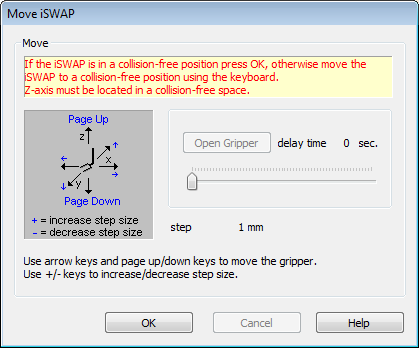 Move iSWAP
Move
If the iSWAP is in a collision-free position press OK, otherwise move the
iSWAP to a collision-free position using the keyboard.
Z-axis must be located in a collision-free space.
Page Up
z
x
y
Page Down
+ = increase step size
- = decrease step size
Open Gripper delay time 0 sec.
step 1 mm
Use arrow keys and page up/down keys to move the gripper.
Use +/- keys to increase/decrease step size.
OK Cancel Help